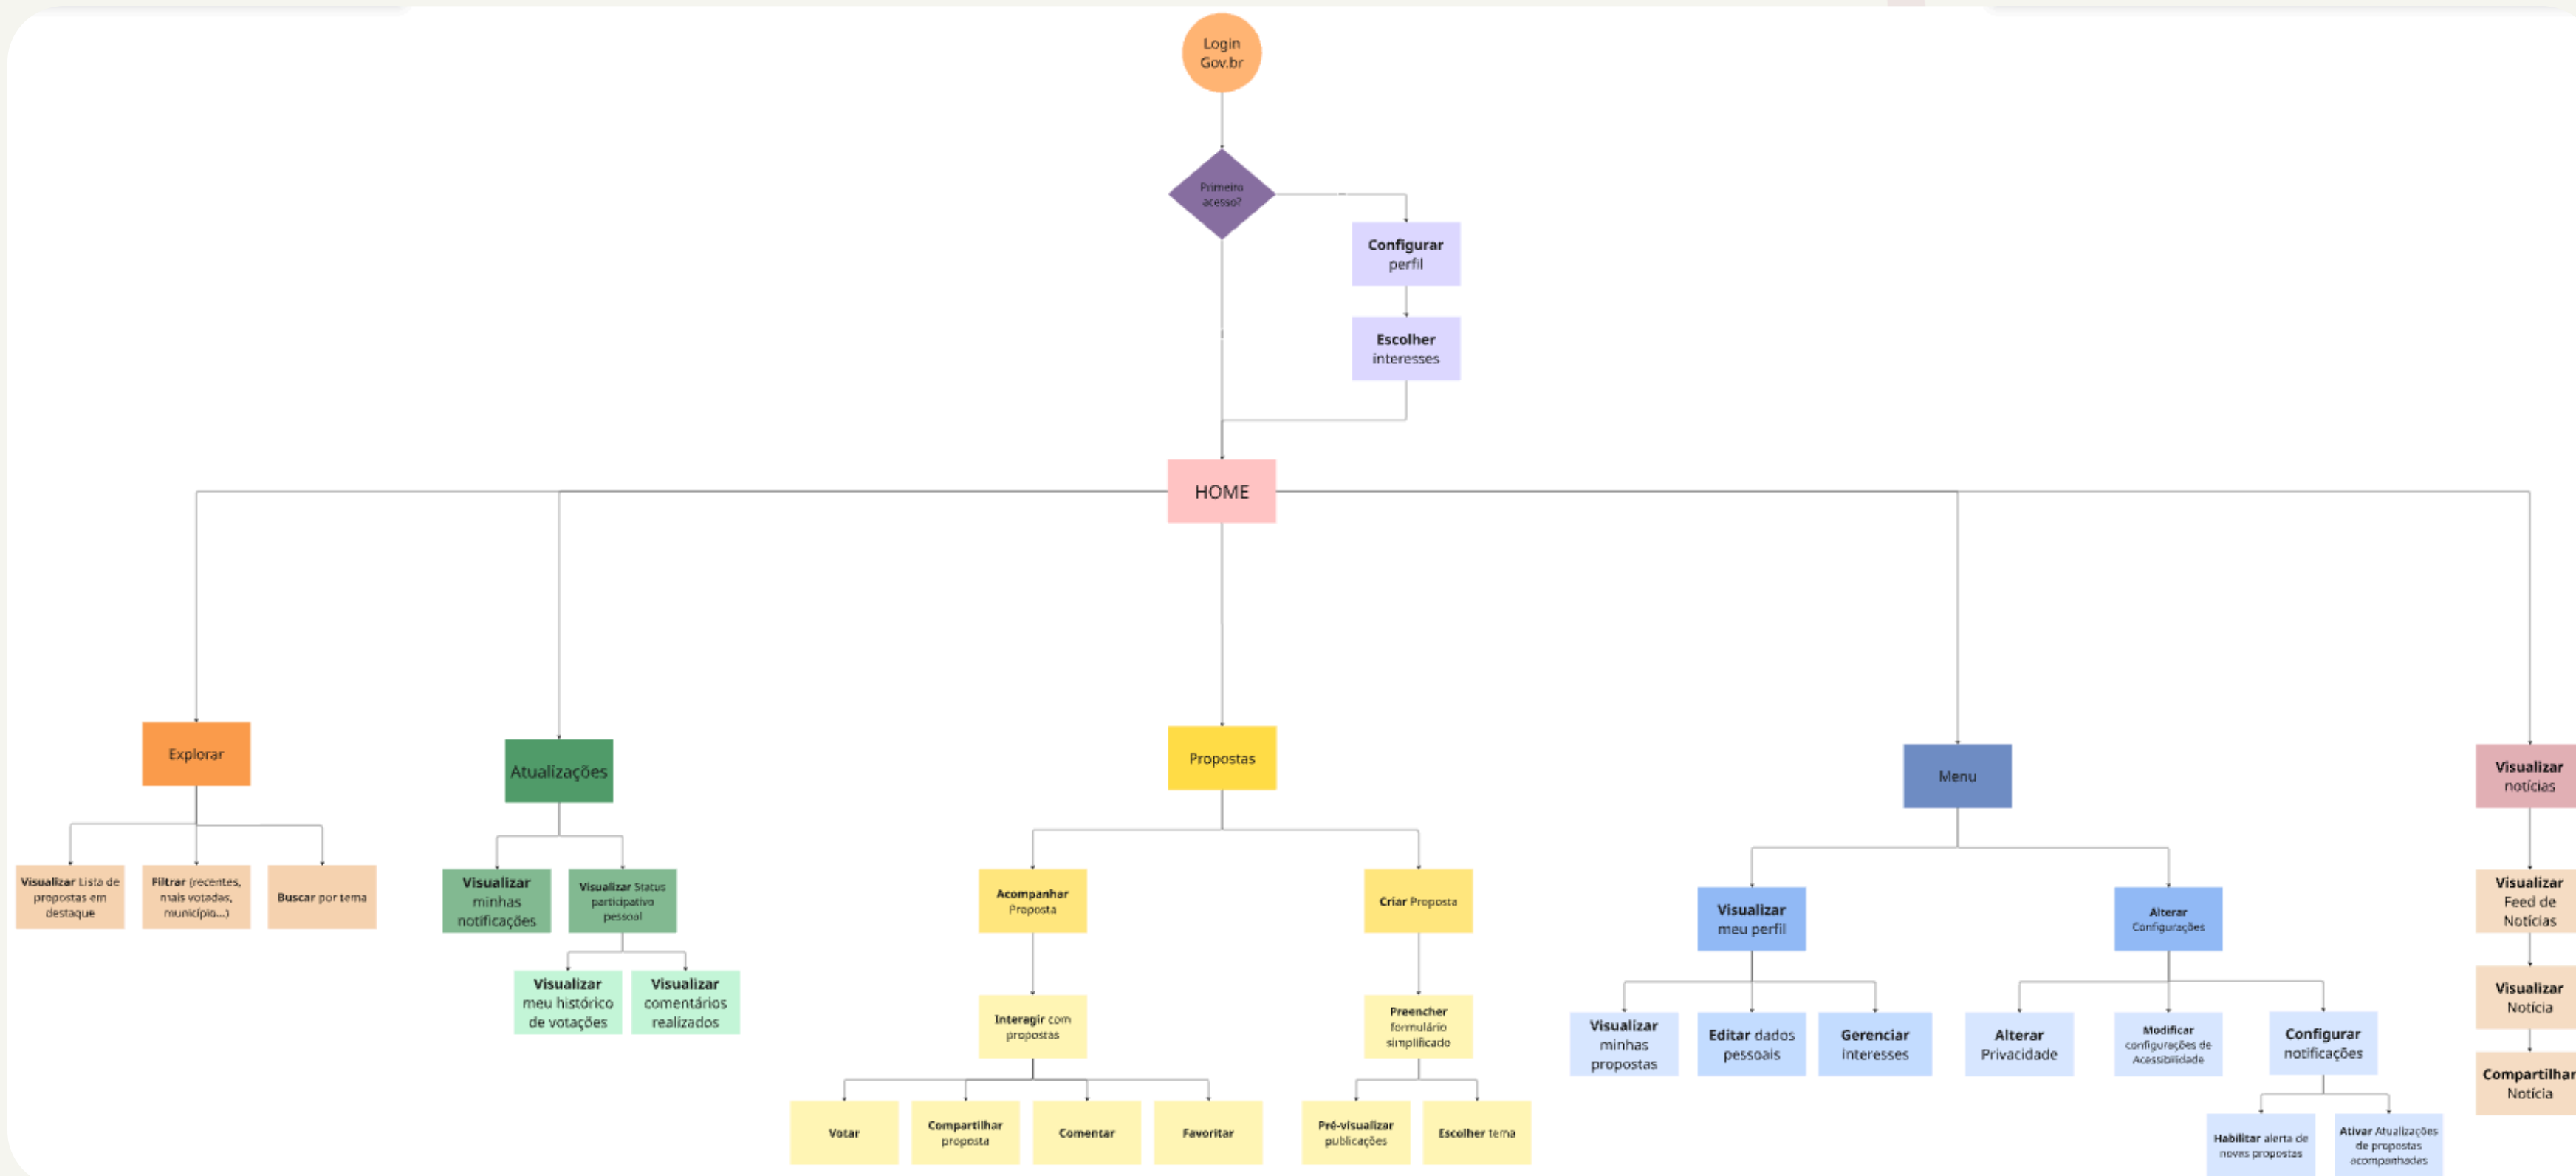 Login
Gov.br
Primeiro
acesso?
Configurar
perfil
Escolher
interesses
HOME
Explorar
Visualizar Lista de
propostas em
destaque
Filtrar (recentes,
mais votadas,
município...)
Buscar por tema
Atualizações
Visualizar
minhas
notificações
Visualizar Status
participativo
pessoal
Visualizar
meu histórico
de votações
Visualizar
comentários
realizados
Propostas
Acompanhar
Proposta
Interagir com
propostas
Votar
Compartilhar
proposta
Comentar
Favoritar
Criar Proposta
Preencher
formulário
simplificado
Pré-visualizar
publicações
Escolher tema
Menu
Visualizar
meu perfil
Visualizar
minhas
propostas
Editar dados
pessoais
Gerenciar
interesses
Alterar
Configurações
Alterar
Privacidade
Modificar
configurações de
Acessibilidade
Configurar
notificações
Habilitar alerta de
novas propostas
Ativar Atualizações
de propostas
acompanhadas
Visualizar
notícias
Visualizar
Feed de
Notícias
Visualizar
Notícia
Compartilhar
Notícia